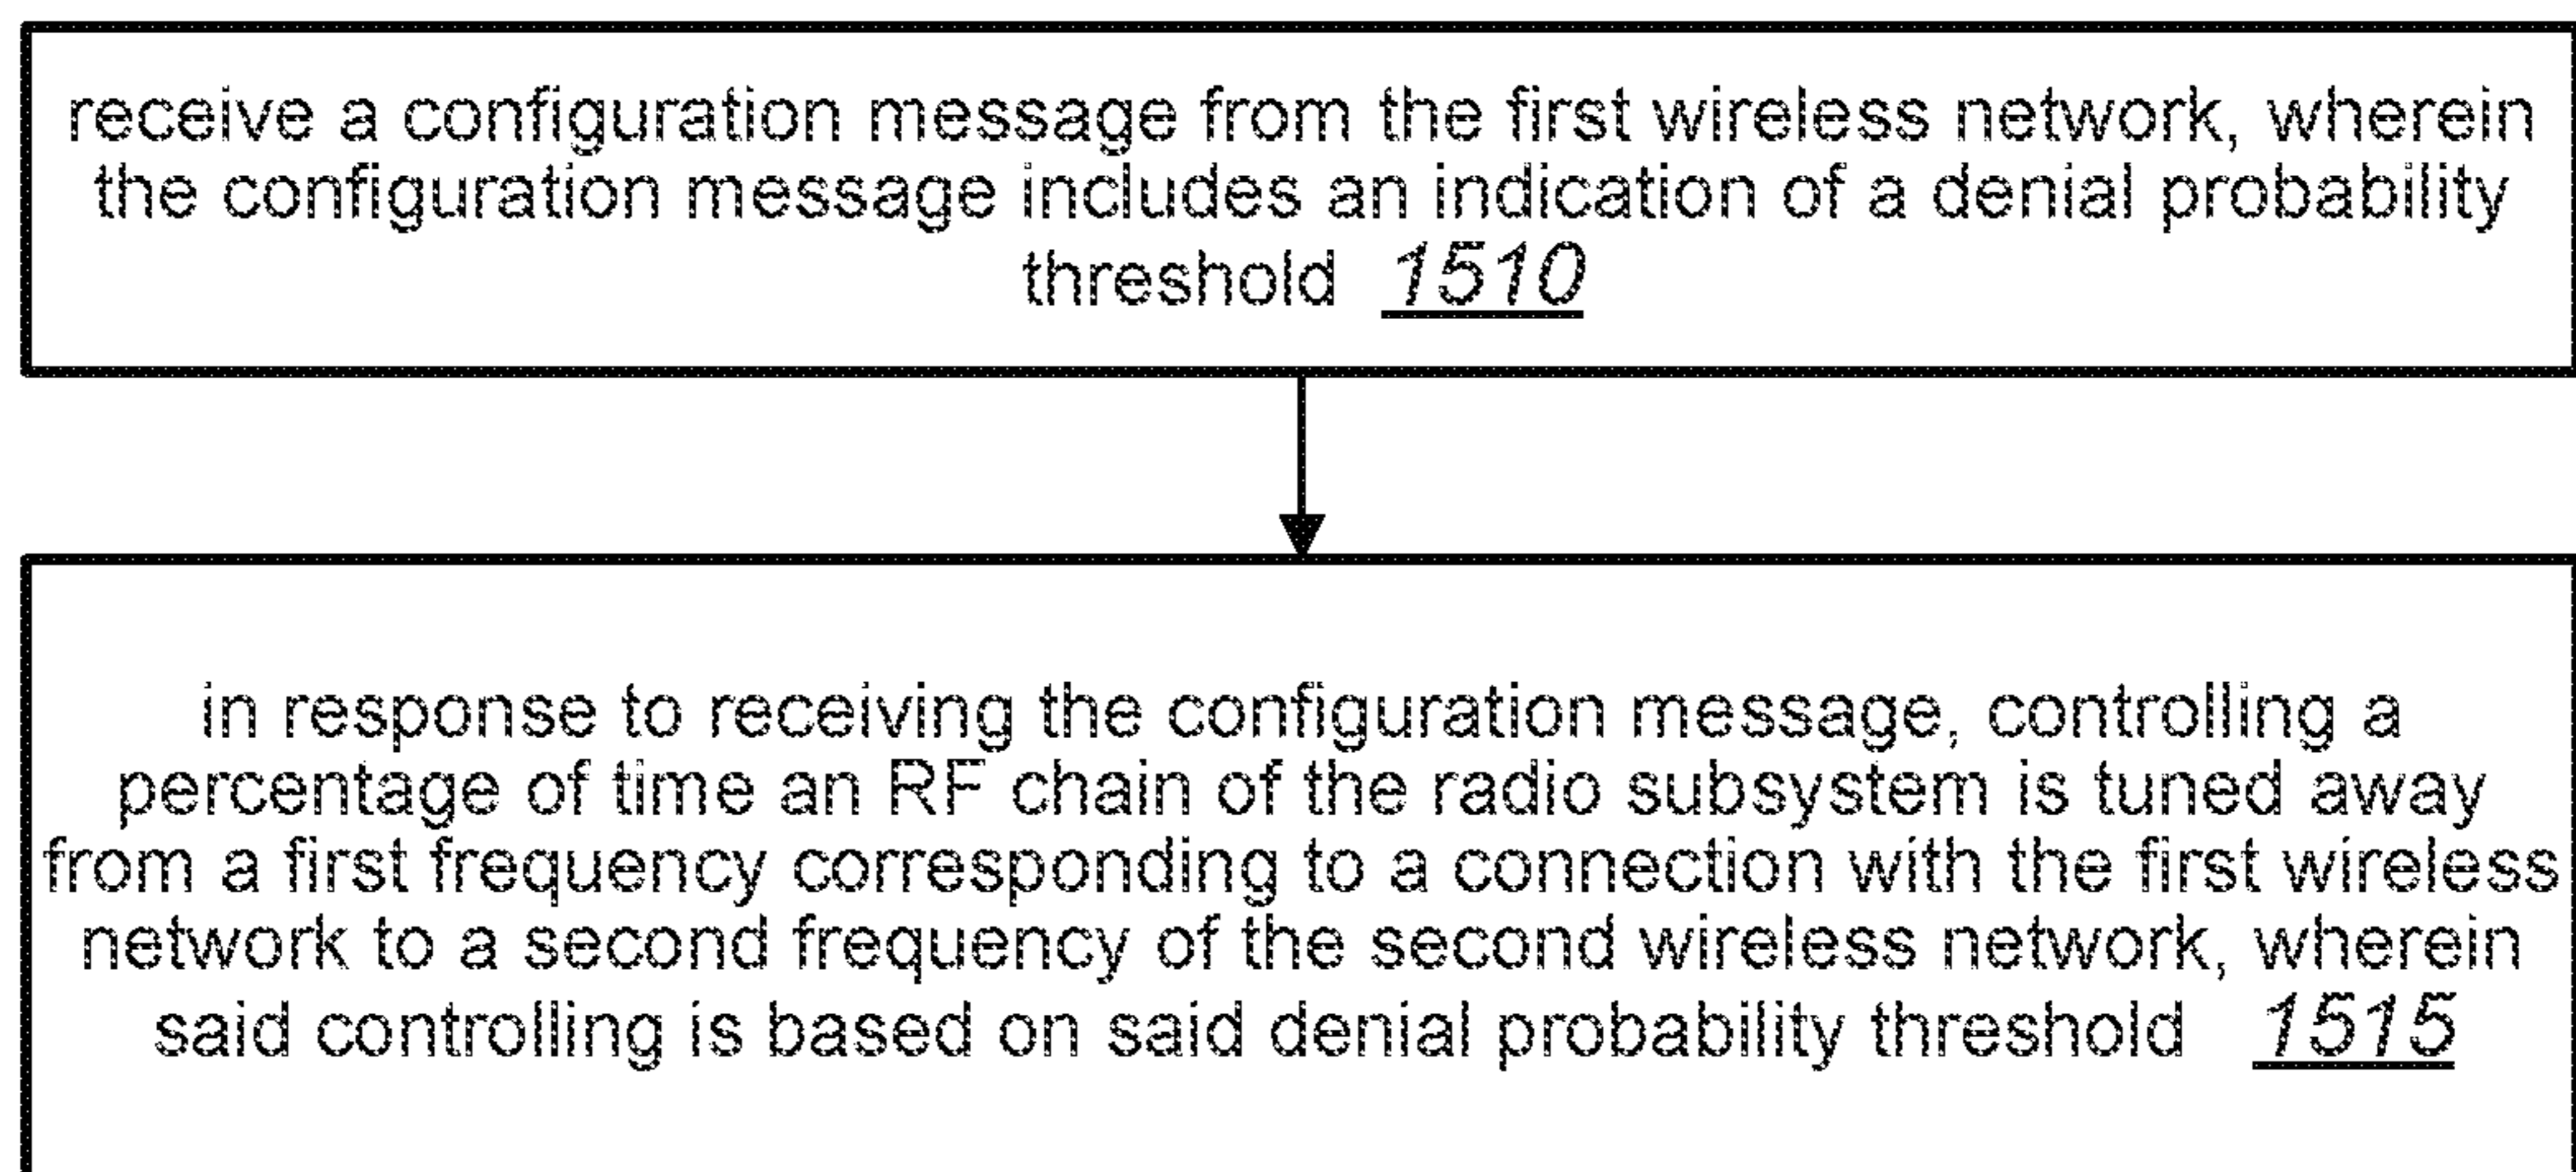 receive a configuration message from the first wireless network, wherein
the configuration message includes an indication of a denial probability
threshold 1510
in response to receiving the configuration message, controlling a
percentage of time an RF chain of the radio subsystem is tuned away
from a first frequency corresponding to a connection with the first wireless
network to a second frequency of the second wireless network, wherein
said controlling is based on said denial probability threshold 1515